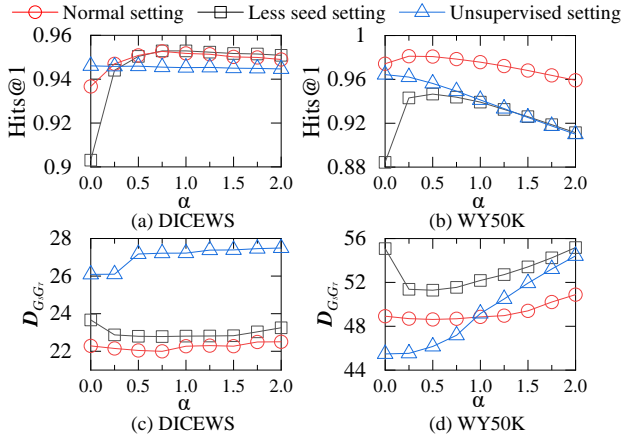 Normal setting Less seed setting Unsupervised setting
0.96
0.94
0.92
0.9
Hits@1
0.0 0.5 1.0 1.5 2.0
α
(a) DICEWS
1
0.96
0.92
0.88
Hits@1
0.0 0.5 1.0 1.5 2.0
α
(b) WY50K
28
26
24
22
D_{GsGt}
0.0 0.5 1.0 1.5 2.0
α
(c) DICEWS
56
52
48
44
D_{GsGt}
0.0 0.5 1.0 1.5 2.0
α
(d) WY50K